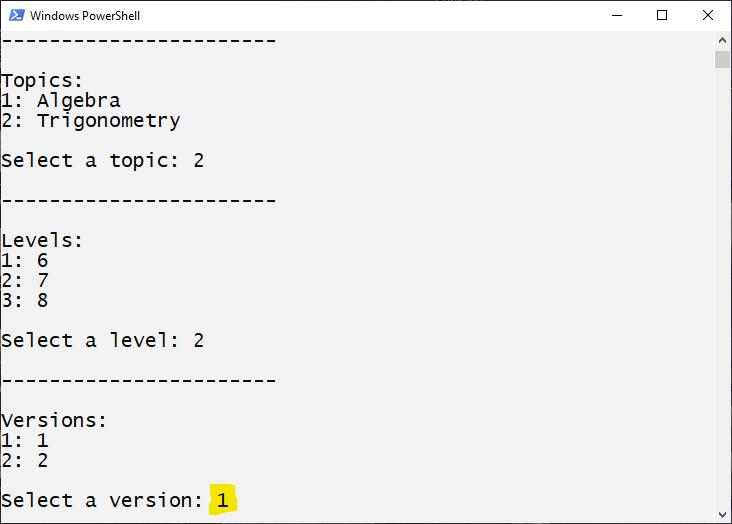 Windows PowerShell
-----------------------
Topics:
1: Algebra
2: Trigonometry
Select a topic: 2
-----------------------
Levels:
1: 6
2: 7
3: 8
Select a level: 2
-----------------------
Versions:
1: 1
2: 2
Select a version: 1